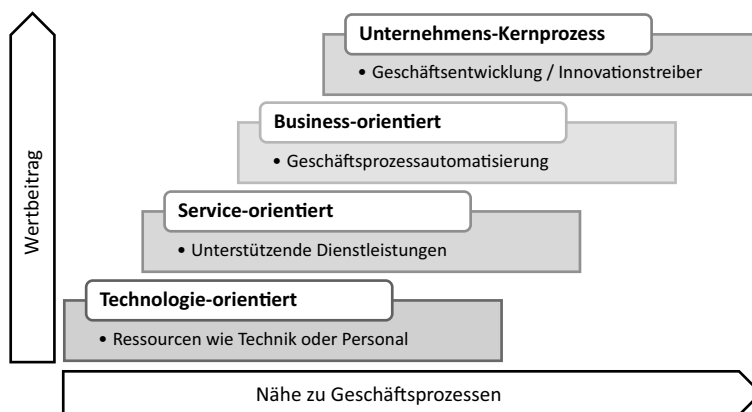 Unternehmens-Kernprozess
• Geschäftsentwicklung / Innovationstreiber
Business-orientiert
• Geschäftsprozessautomatisierung
Service-orientiert
• Unterstützende Dienstleistungen
Technologie-orientiert
• Ressourcen wie Technik oder Personal
Wertbeitrag
Nähe zu Geschäftsprozessen